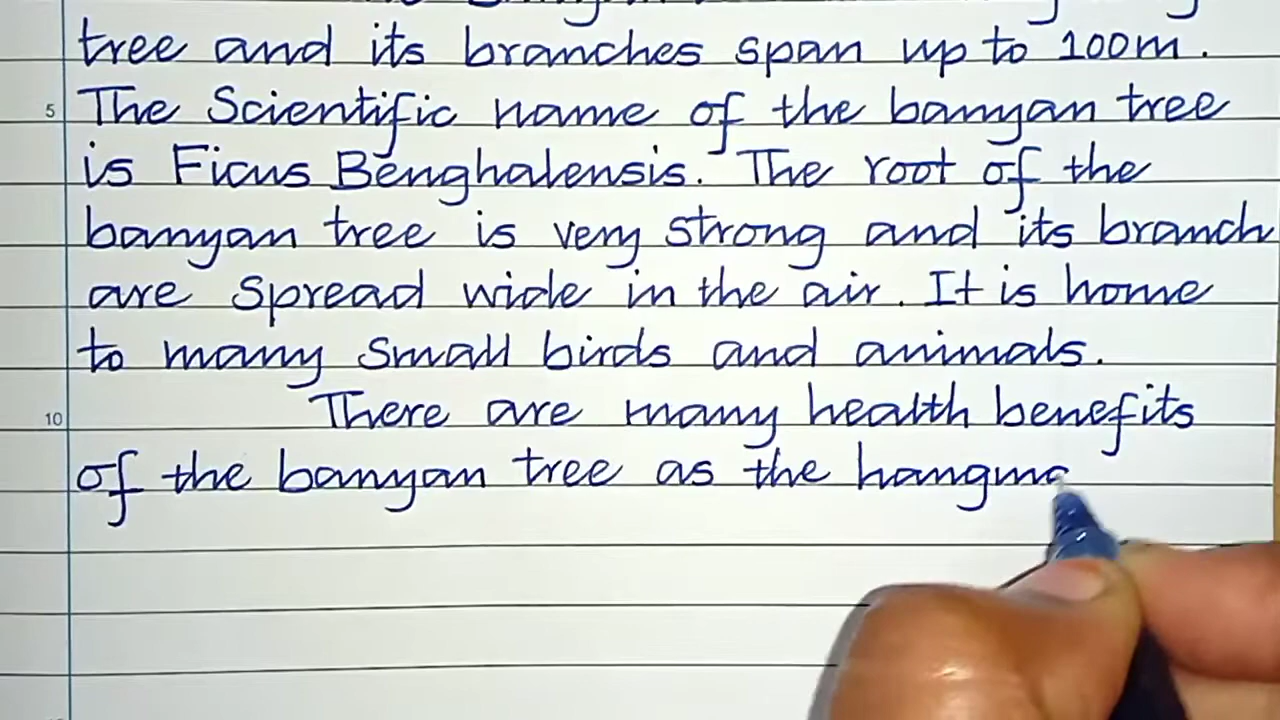 tree and its branches span up to 100m.
5 The Scientific name of the banyan tree
is Ficus Benghalensis. The root of the
banyan tree is very strong and its branch
are spread wide in the air. It is home
to many small birds and animals.
10 There are many health benefits
of the banyan tree as the